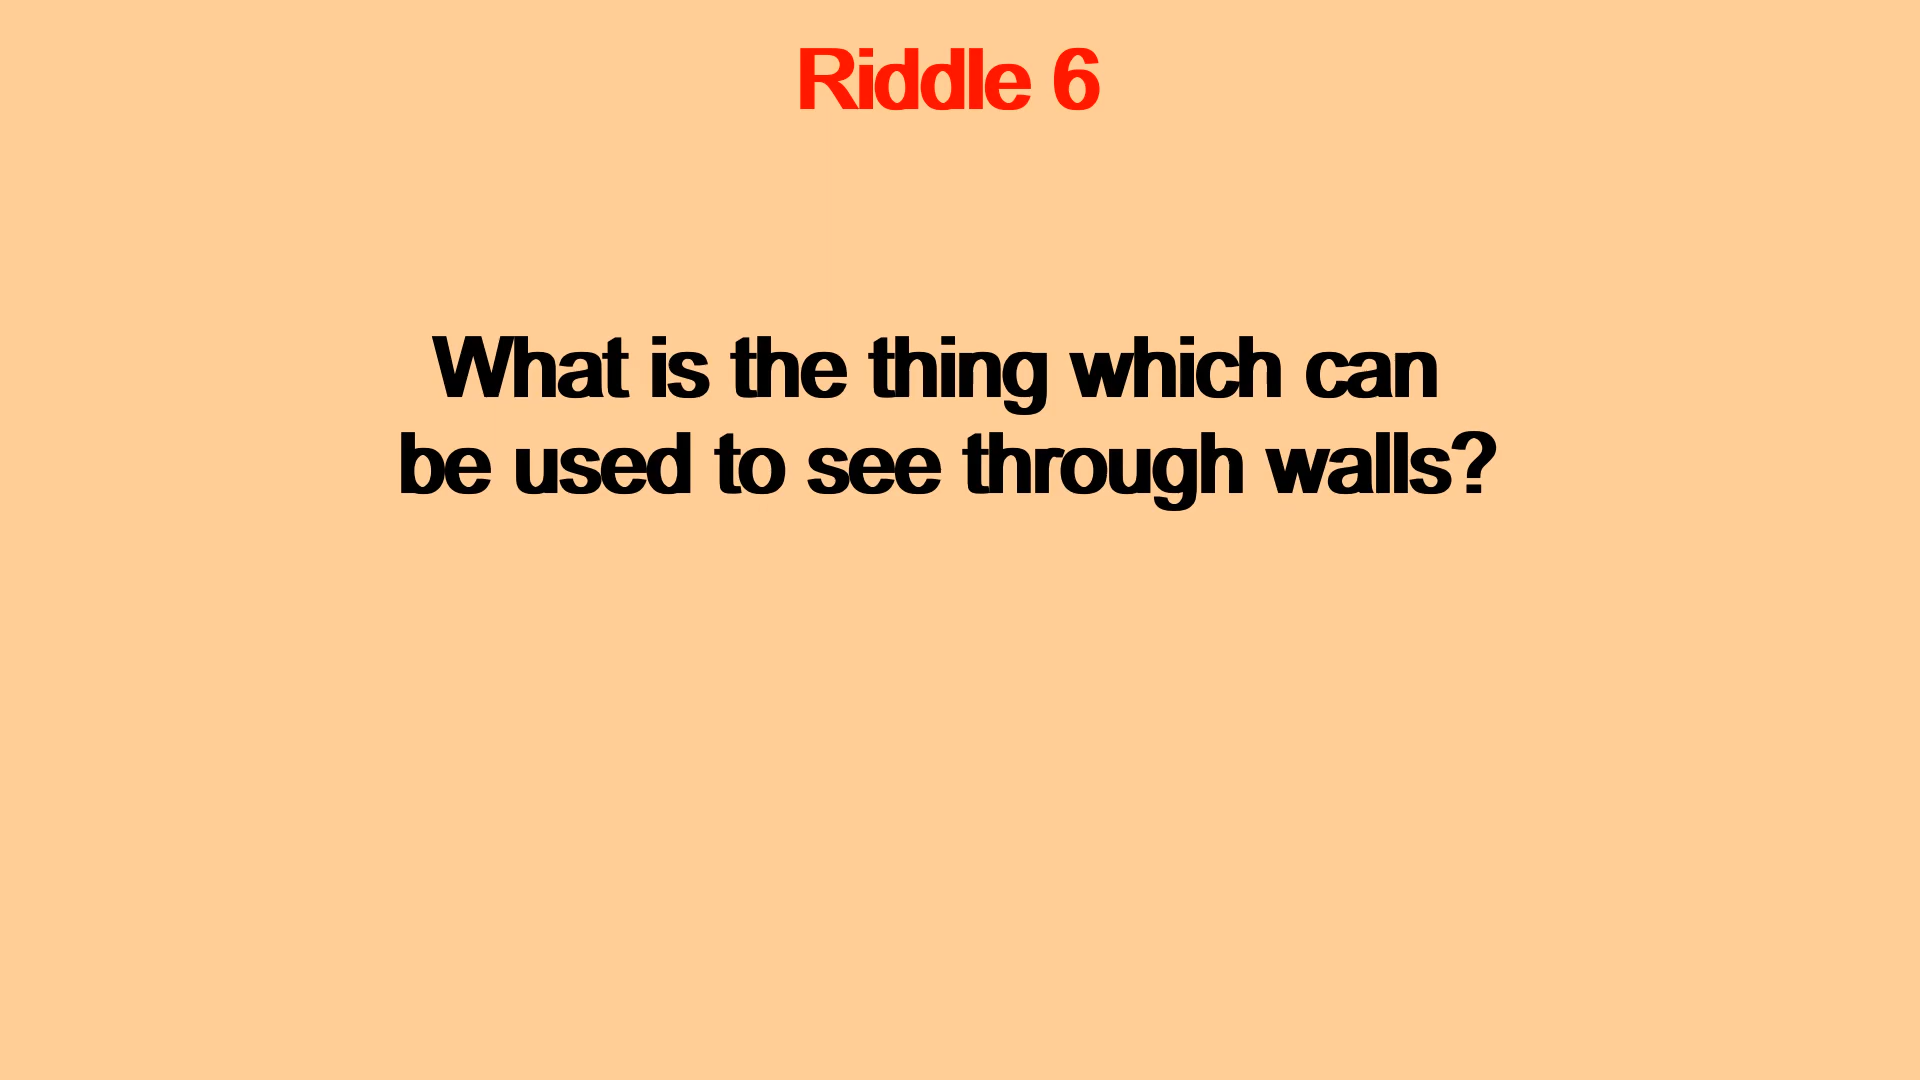 Riddle 6
What is the thing which can
be used to see through walls?